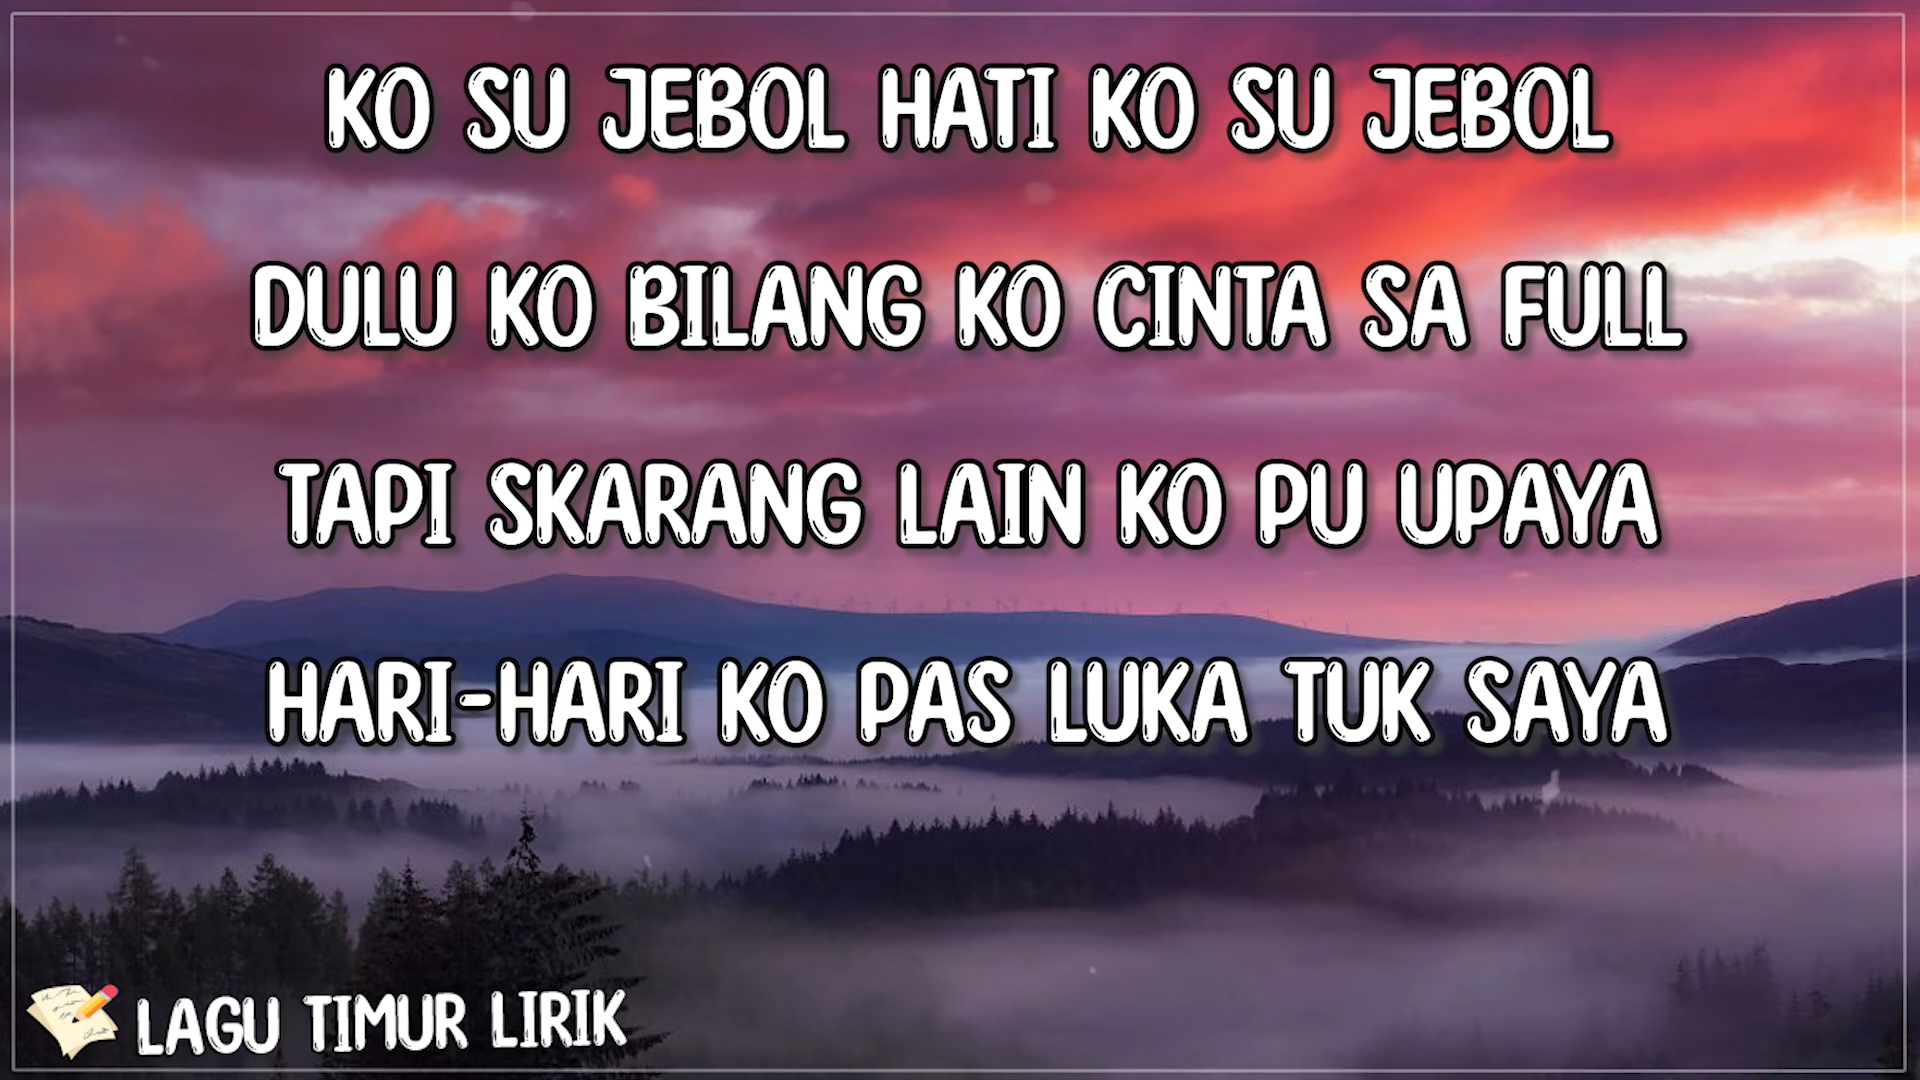 KO SU JEBOL HATI KO SU JEBOL
DULU KO BILANG KO CINTA SA FULL
TAPI SKARANG LAIN KO PU UPAYA
HARI-HARI KO PAS LUKA TUK SAYA
LAGU TIMUR LIRIK